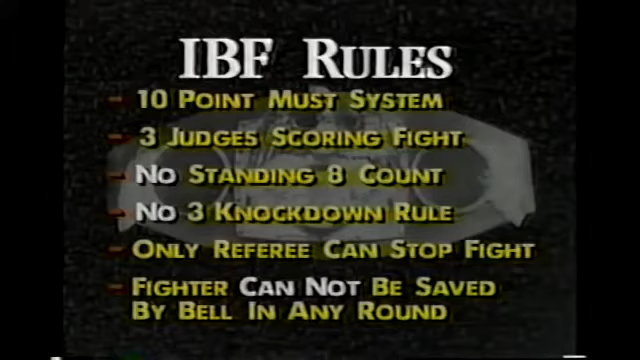 IBF RULES
- 10 POINT MUST SYSTEM
- 3 JUDGES SCORING FIGHT
- NO STANDING 8 COUNT
- NO 3 KNOCKDOWN RULE
- ONLY REFEREE CAN STOP FIGHT
- FIGHTER CAN NOT BE SAVED
BY BELL IN ANY ROUND